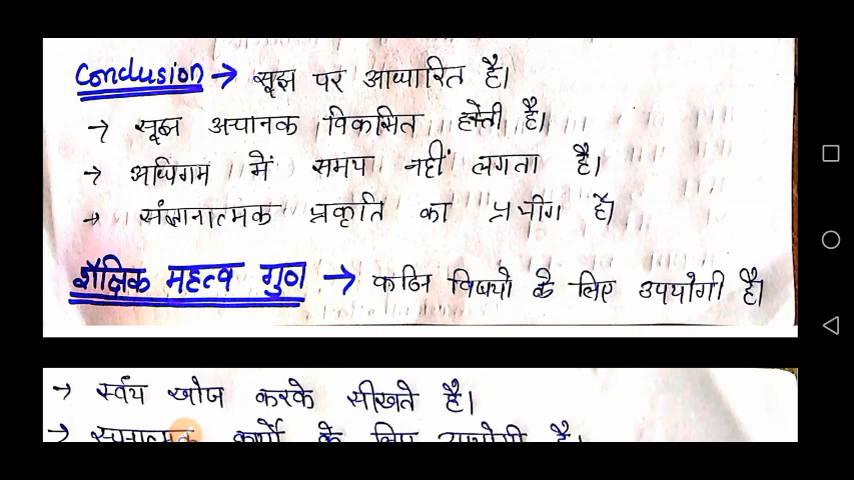 Conclusion → सूझ पर आधारित है।
→ सूझ अचानक विकसित होती है।
→ अधिगम में समय नहीं लगता है।
→ संज्ञानात्मक प्रकृति का प्रयोग है।
शैक्षिक महत्व गुण → कठिन विषयो के लिए उपयोगी है।
→ स्वंय खोज करके सीखते है।
→ कार्यो के लिए उपयोगी है।